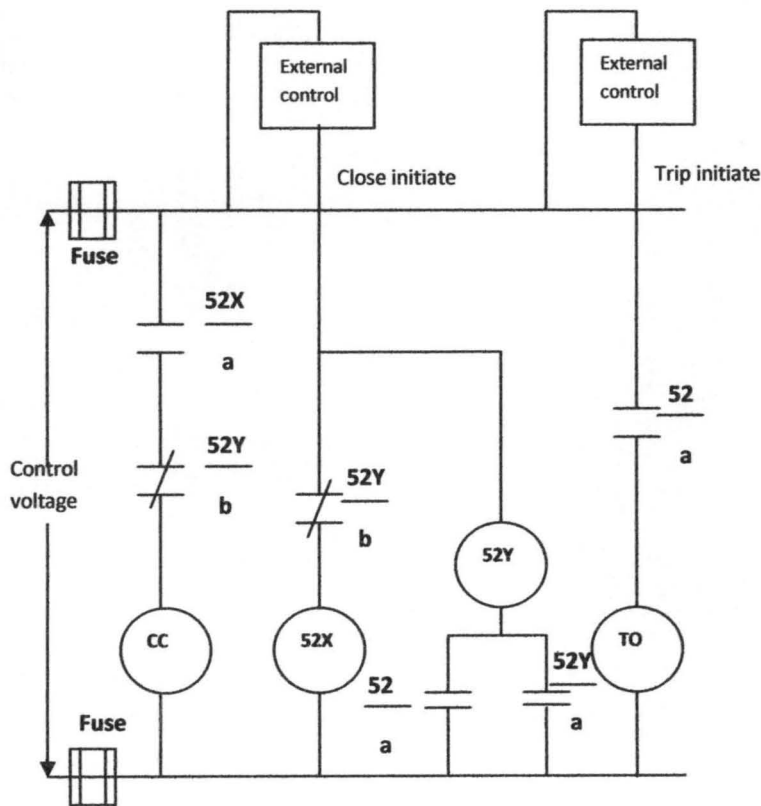 External
control
External
control
Close initiate
Trip initiate
Fuse
52X
a
52
a
52Y
b
Control
voltage
52Y
b
52Y
CC
52X
TO
52
a
52Y
a
Fuse